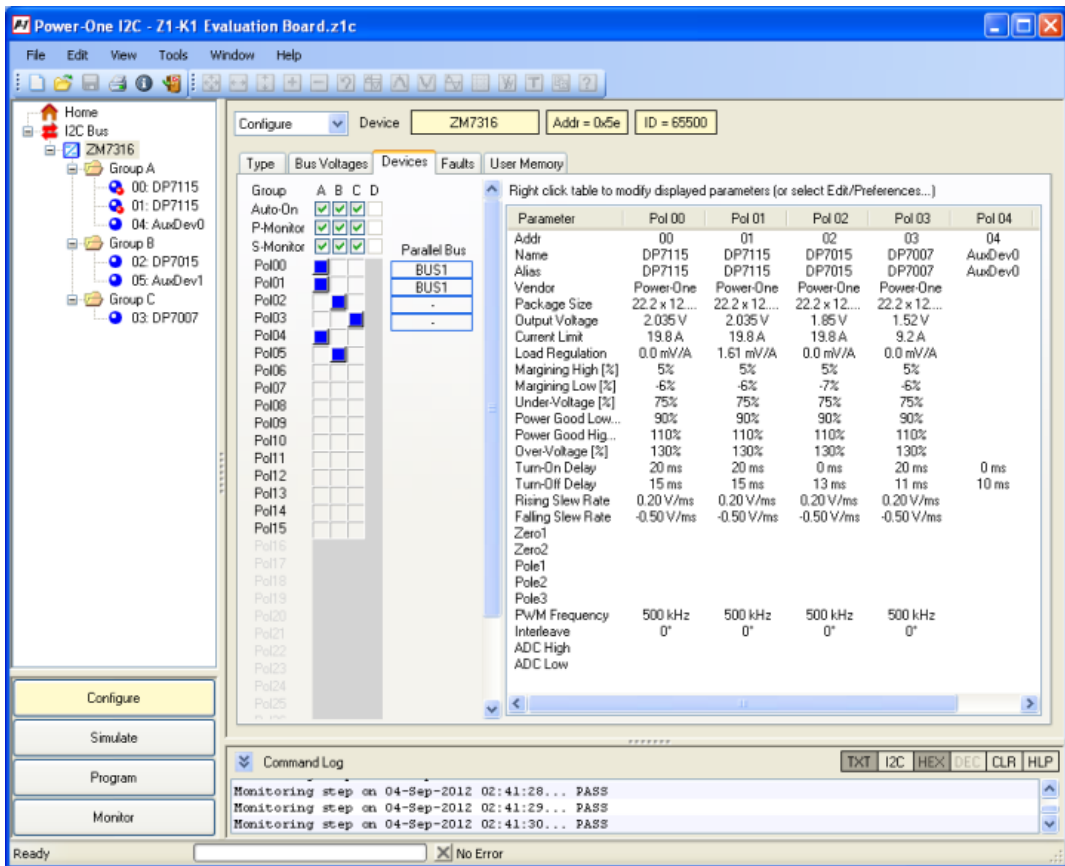 Power-One I2C - Z1-K1 Evaluation Board.z1c
File Edit View Tools Window Help
Home
I2C Bus
ZM7316
Group A
00: DP7115
01: DP7115
04: AuxDev0
Group B
02: DP7015
05: AuxDev1
Group C
03: DP7007
Configure
Simulate
Program
Monitor
Configure Device ZM7316 Addr = 0x5e ID = 65500
Type Bus Voltages Devices Faults User Memory
Group A B C D
Auto-On
P-Monitor
S-Monitor Parallel Bus
Pol00 BUS1
Pol01 BUS1
Pol02 -
Pol03 -
Pol04
Pol05
Pol06
Pol07
Pol08
Pol09
Pol10
Pol11
Pol12
Pol13
Pol14
Pol15
Pol16
Pol17
Pol18
Pol19
Pol20
Pol21
Pol22
Pol23
Pol24
Pol25
Right click table to modify displayed parameters (or select Edit/Preferences...)
Parameter Pol 00 Pol 01 Pol 02 Pol 03 Pol 04
Addr 00 01 02 03 04
Name DP7115 DP7115 DP7015 DP7007 AuxDev0
Alias DP7115 DP7115 DP7015 DP7007 AuxDev0
Vendor Power-One Power-One Power-One Power-One
Package Size 22.2 x 12.... 22.2 x 12.... 22.2 x 12.... 22.2 x 12....
Output Voltage 2.035 V 2.035 V 1.85 V 1.52 V
Current Limit 19.8 A 19.8 A 19.8 A 9.2 A
Load Regulation 0.0 mV/A 1.61 mV/A 0.0 mV/A 0.0 mV/A
Margining High [%] 5% 5% 5% 5%
Margining Low [%] -6% -6% -7% -6%
Under-Voltage [%] 75% 75% 75% 75%
Power Good Low... 90% 90% 90% 90%
Power Good Hig... 110% 110% 110% 110%
Over-Voltage [%] 130% 130% 130% 130%
Turn-On Delay 20 ms 20 ms 0 ms 20 ms 0 ms
Turn-Off Delay 15 ms 15 ms 13 ms 11 ms 10 ms
Rising Slew Rate 0.20 V/ms 0.20 V/ms 0.20 V/ms 0.20 V/ms
Falling Slew Rate -0.50 V/ms -0.50 V/ms -0.50 V/ms -0.50 V/ms
Zero1
Zero2
Pole1
Pole2
Pole3
PWM Frequency 500 kHz 500 kHz 500 kHz 500 kHz
Interleave 0° 0° 0° 0°
ADC High
ADC Low
Command Log TXT I2C HEX DEC CLR HLP
Monitoring step on 04-Sep-2012 02:41:28... PASS
Monitoring step on 04-Sep-2012 02:41:29... PASS
Monitoring step on 04-Sep-2012 02:41:30... PASS
Ready No Error